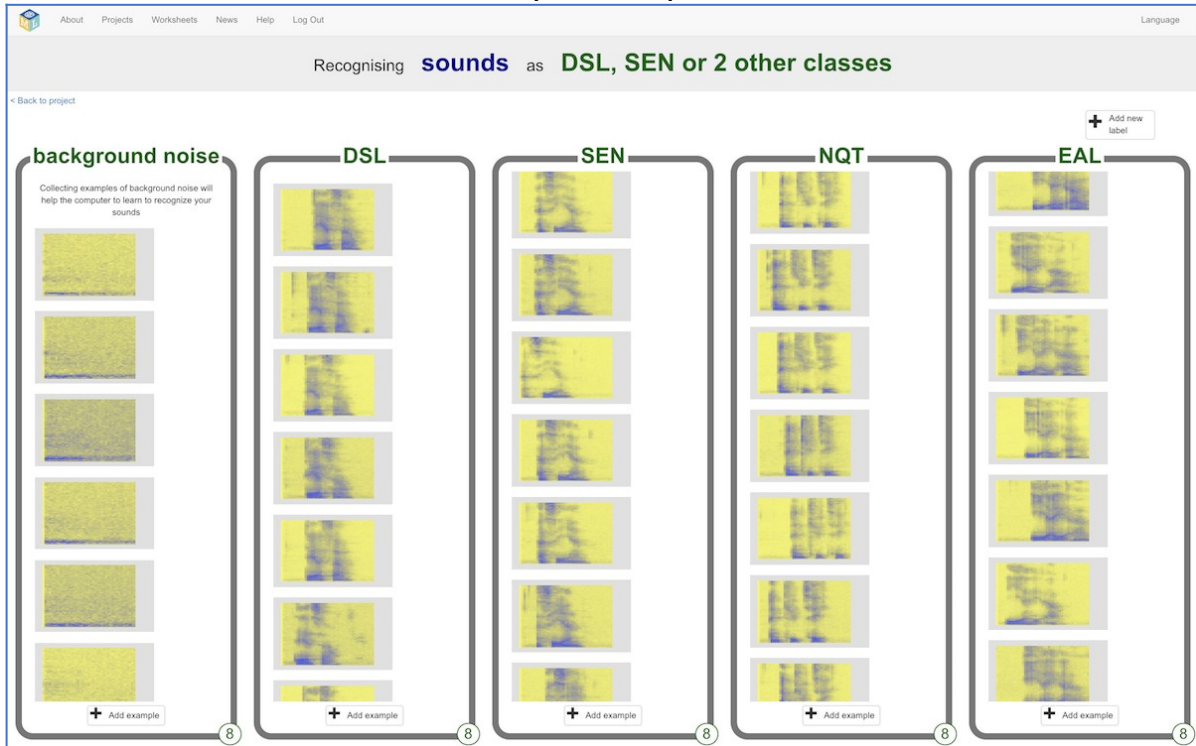 About Projects Worksheets News Help Log Out Language
Recognising sounds as DSL, SEN or 2 other classes
< Back to project
Add new
label
background noise
Collecting examples of background noise will
help the computer to learn to recognize your
sounds
Add example
8
DSL
Add example
8
SEN
Add example
8
NQT
Add example
8
EAL
Add example
8